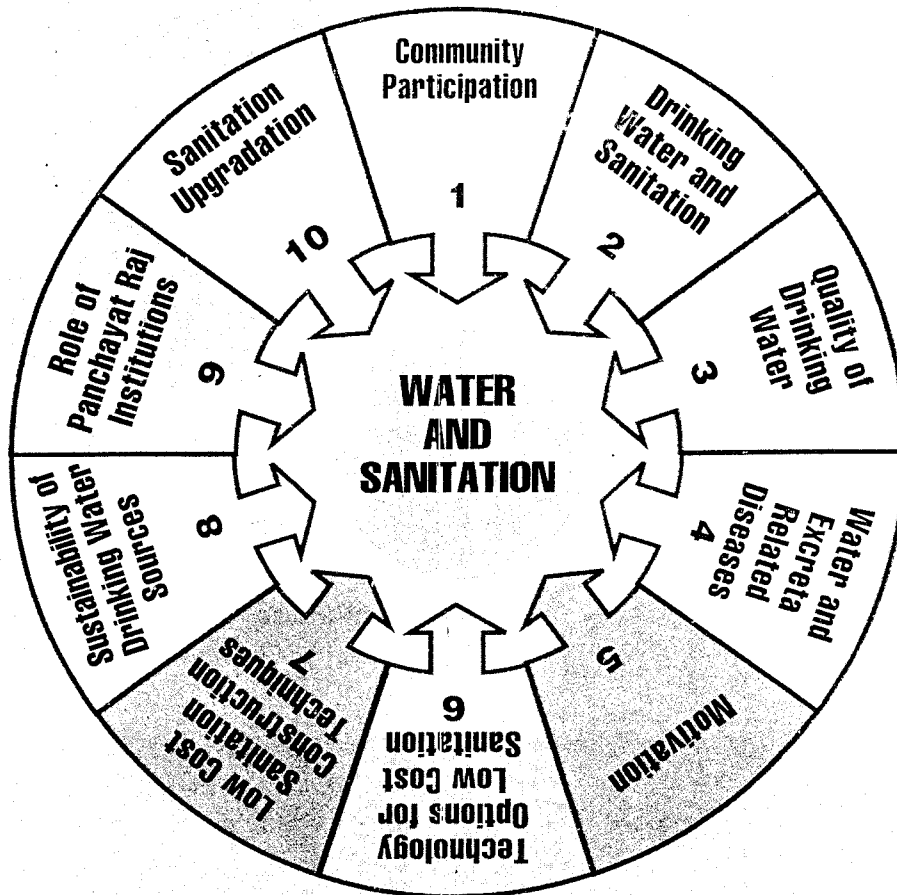 Community
Participation
1
Drinking
Water and
Sanitation
2
Quality of
Drinking
Water
3
Water and
Excreta
Related
Diseases
4
Motivation
5
Technology
Options for
Low Cost
Sanitation
6
Low Cost
Sanitation
Construction
Techniques
7
Sustainability of
Drinking Water
Sources
8
Role of
Panchayat Raj
Institutions
9
Sanitation
Upgradation
10
WATER
AND
SANITATION